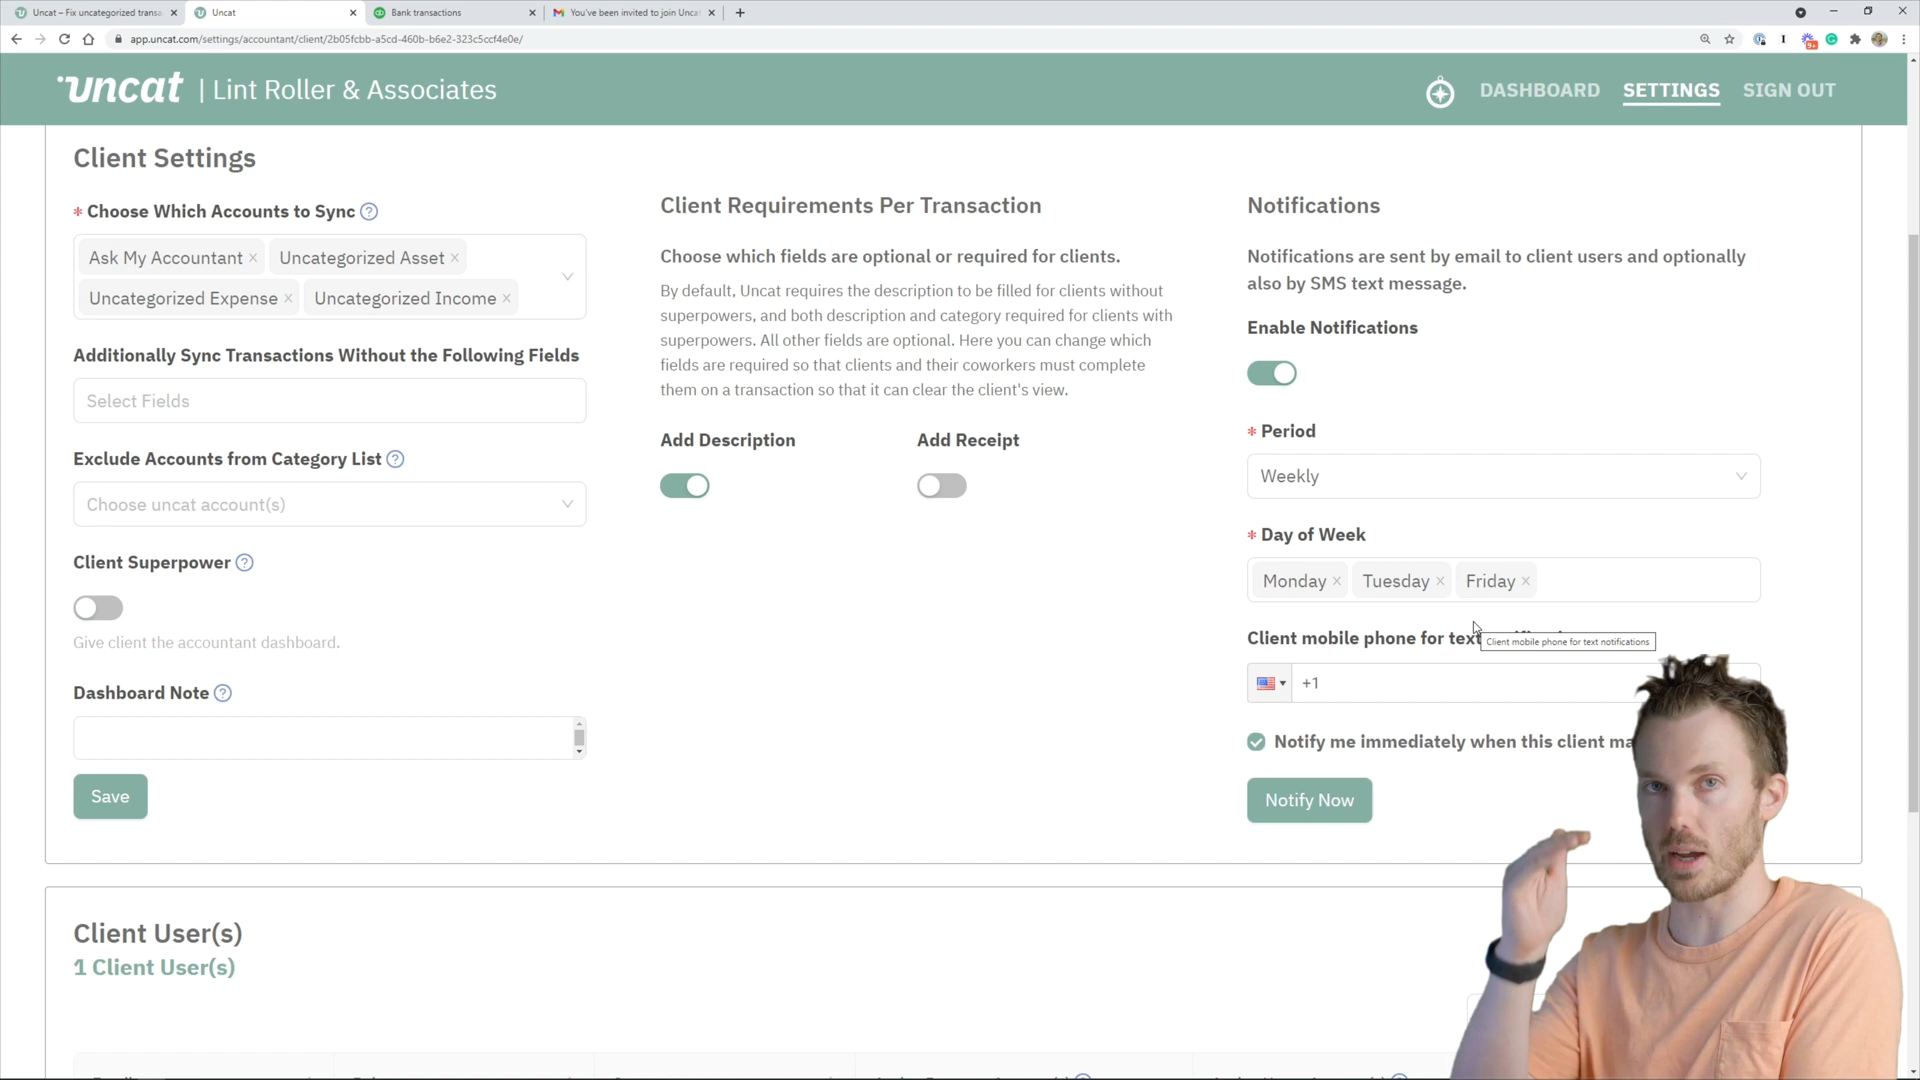 Uncat – Fix uncategorized transa
Uncat
Bank transactions
You've been invited to join Unca
app.uncat.com/settings/accountant/client/2b05fcbb-a5cd-460b-b6e2-323c5ccf4e0e/
uncat | Lint Roller & Associates
DASHBOARD
SETTINGS
SIGN OUT
Client Settings
* Choose Which Accounts to Sync
Ask My Accountant × Uncategorized Asset ×
Uncategorized Expense × Uncategorized Income ×
Additionally Sync Transactions Without the Following Fields
Select Fields
Exclude Accounts from Category List
Choose uncat account(s)
Client Superpower
Give client the accountant dashboard.
Dashboard Note
Save
Client Requirements Per Transaction
Choose which fields are optional or required for clients.
By default, Uncat requires the description to be filled for clients without
superpowers, and both description and category required for clients with
superpowers. All other fields are optional. Here you can change which
fields are required so that clients and their coworkers must complete
them on a transaction so that it can clear the client's view.
Add Description
Add Receipt
Notifications
Notifications are sent by email to client users and optionally
also by SMS text message.
Enable Notifications
* Period
Weekly
* Day of Week
Monday × Tuesday × Friday ×
Client mobile phone for text
Client mobile phone for text notifications
+1
Notify me immediately when this client ma
Notify Now
Client User(s)
1 Client User(s)